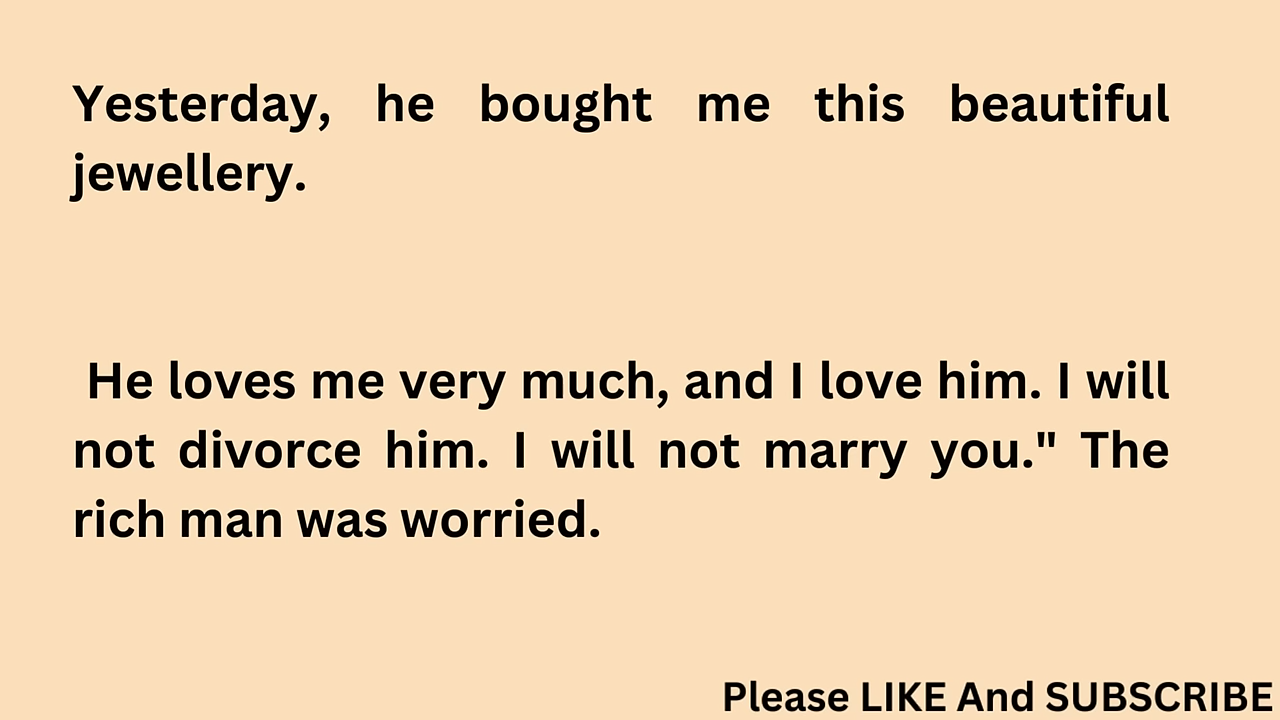 Yesterday, he bought me this beautiful
jewellery.
He loves me very much, and I love him. I will
not divorce him. I will not marry you." The
rich man was worried.
Please LIKE And SUBSCRIBE